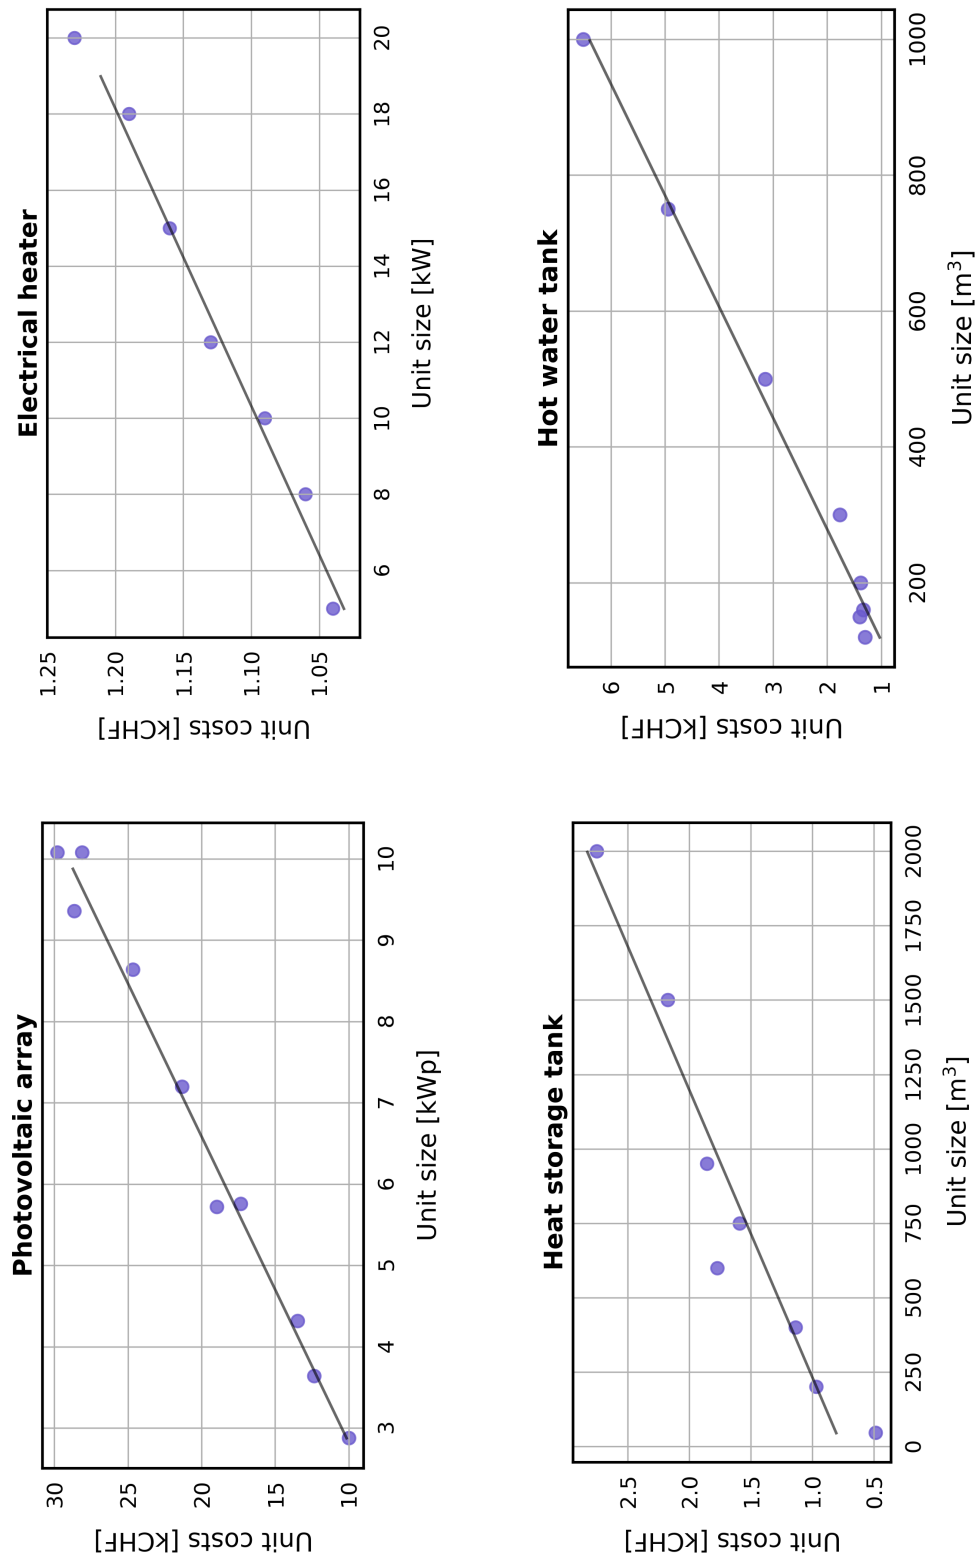 Photovoltaic array
Unit costs [kCHF]
30
25
20
15
10
3 4 5 6 7 8 9 10
Unit size [kWp]
Electrical heater
Unit costs [kCHF]
1.25
1.20
1.15
1.10
1.05
6 8 10 12 14 16 18 20
Unit size [kW]
Heat storage tank
Unit costs [kCHF]
2.5
2.0
1.5
1.0
0.5
0 250 500 750 1000 1250 1500 1750 2000
Unit size [m³]
Hot water tank
Unit costs [kCHF]
6
5
4
3
2
1
200 400 600 800 1000
Unit size [m³]